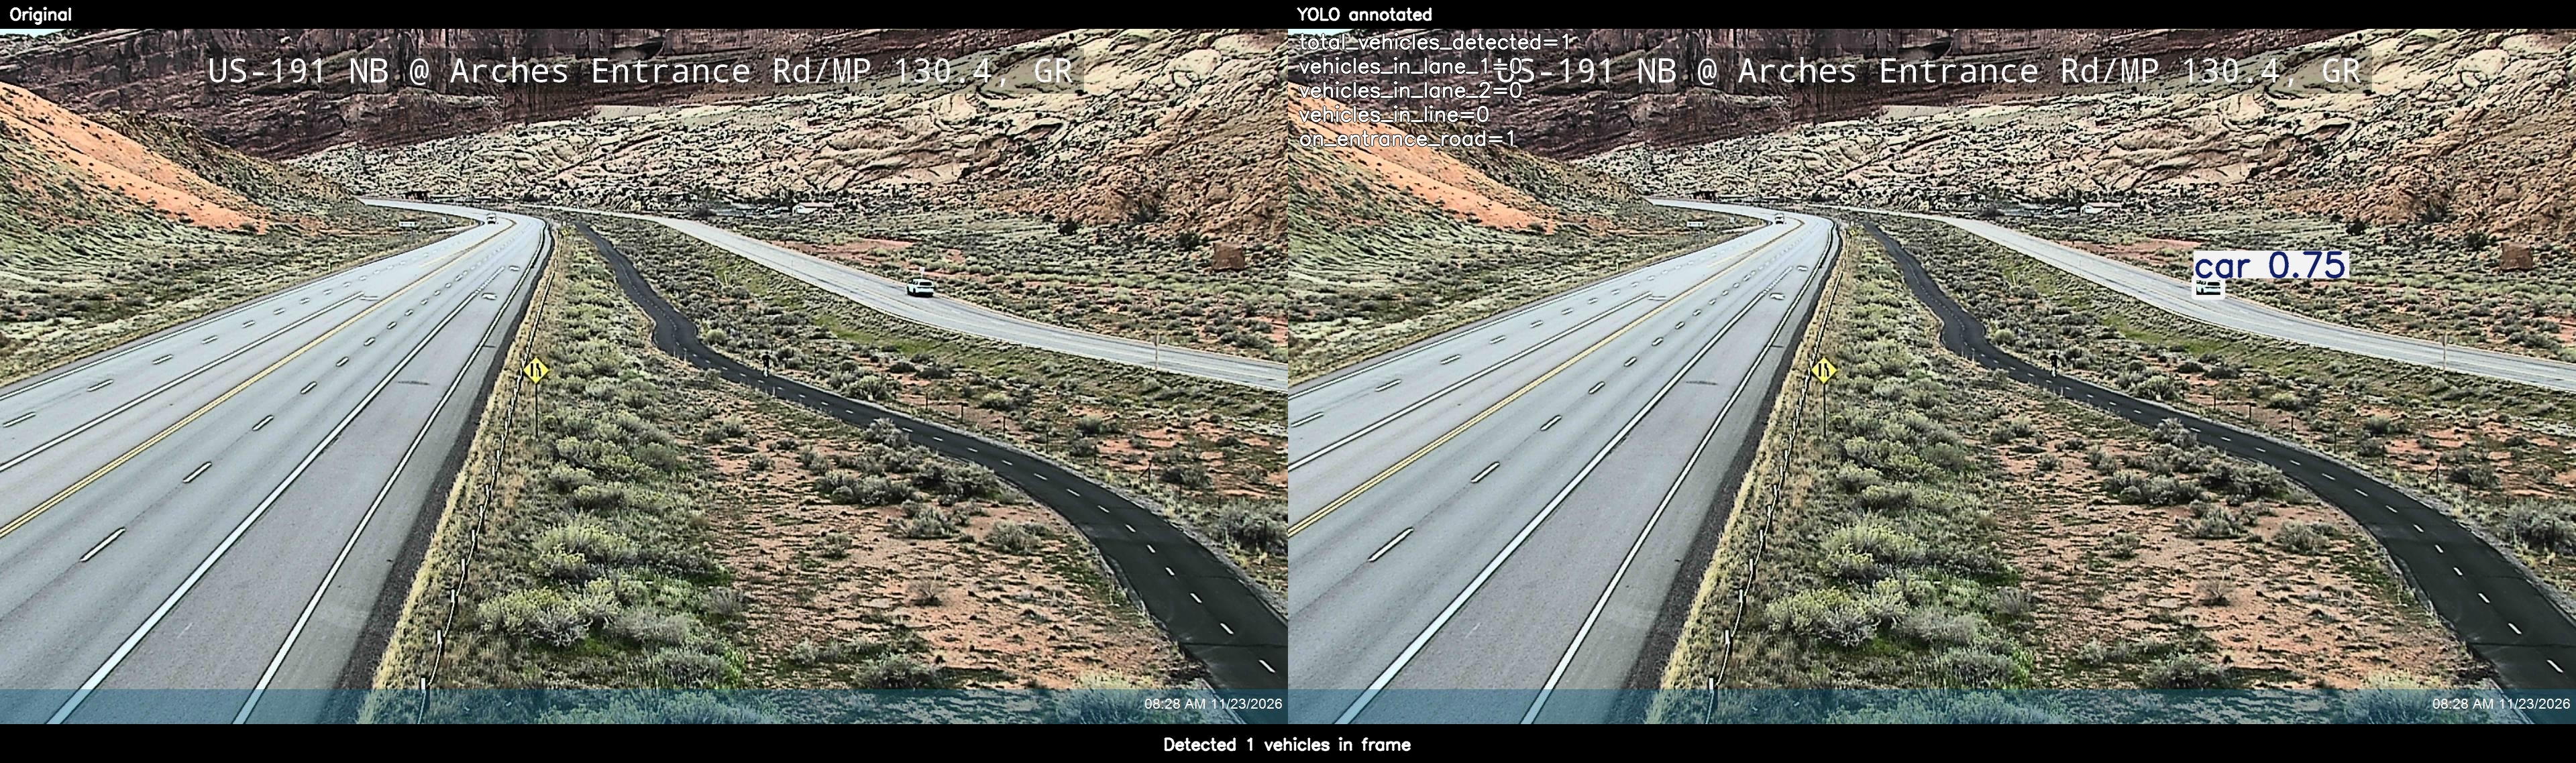 Original
US-191 NB @ Arches Entrance Rd/MP 130.4, GR
08:28 AM 11/23/2026
YOLO annotated
total_vehicles_detected=1
vehicles_in_lane_1=0
US-191 NB @ Arches Entrance Rd/MP 130.4, GR
vehicles_in_lane_2=0
vehicles_in_line=0
on_entrance_road=1
car 0.75
08:28 AM 11/23/2026
Detected 1 vehicles in frame